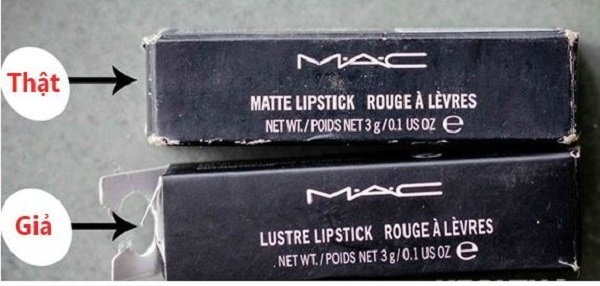 Thật
M·A·C
MATTE LIPSTICK ROUGE À LÈVRES
NET WT./POIDS NET 3 g/0.1 US OZ e
Giả
M·A·C
LUSTRE LIPSTICK ROUGE À LÈVRES
NET WT./POIDS NET 3 g/0.1 US OZ e